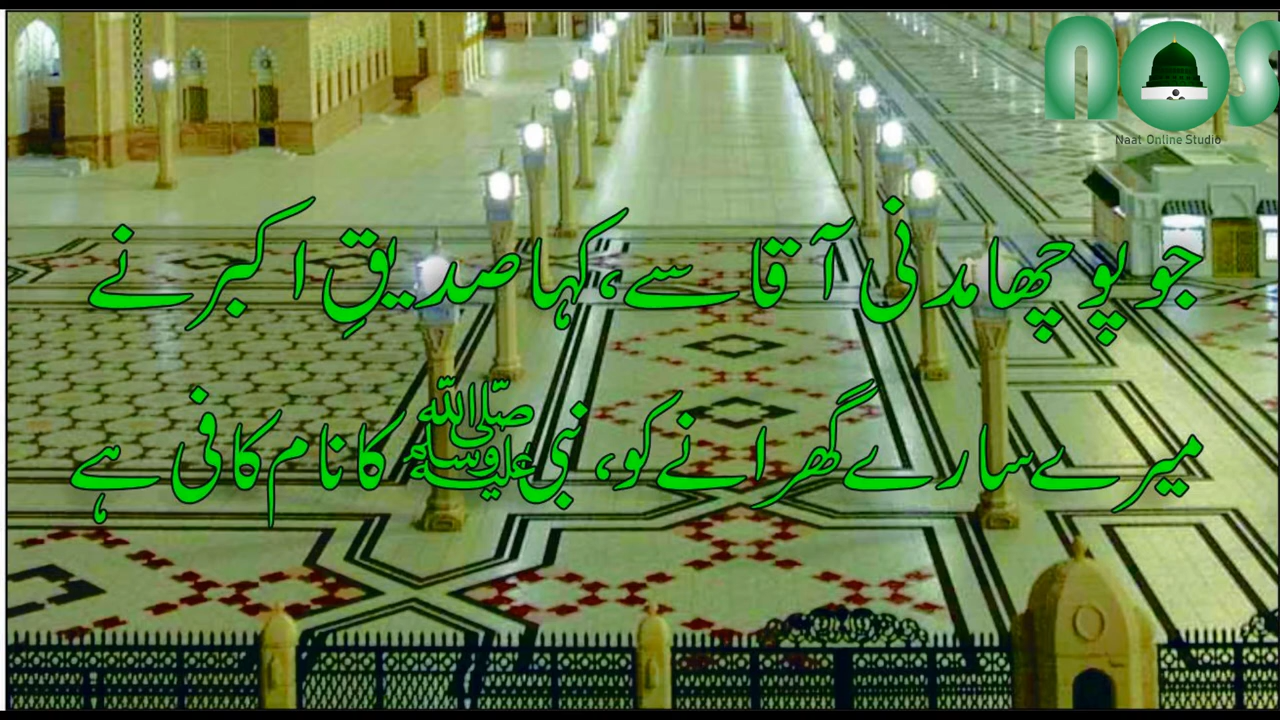 nos
Naat Online Studio
جو پوچھا مدنی آقا سے، کہا صدیقِ اکبر نے
میرے سارے گھرانے کو، نبی ﷺ کا نام کافی ہے